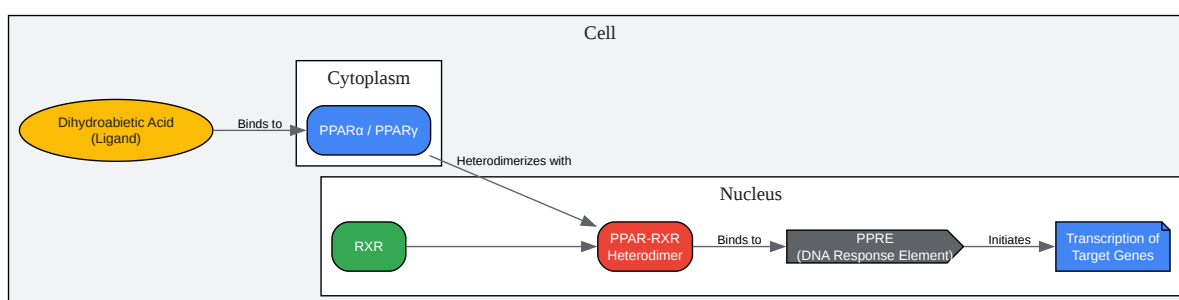 Cell
Cytoplasm
Dihydroabietic Acid
(Ligand)
Binds to
PPARα / PPARγ
Heterodimerizes with
Nucleus
RXR
PPAR-RXR
Heterodimer
Binds to
PPRE
(DNA Response Element)
Initiates
Transcription of
Target Genes